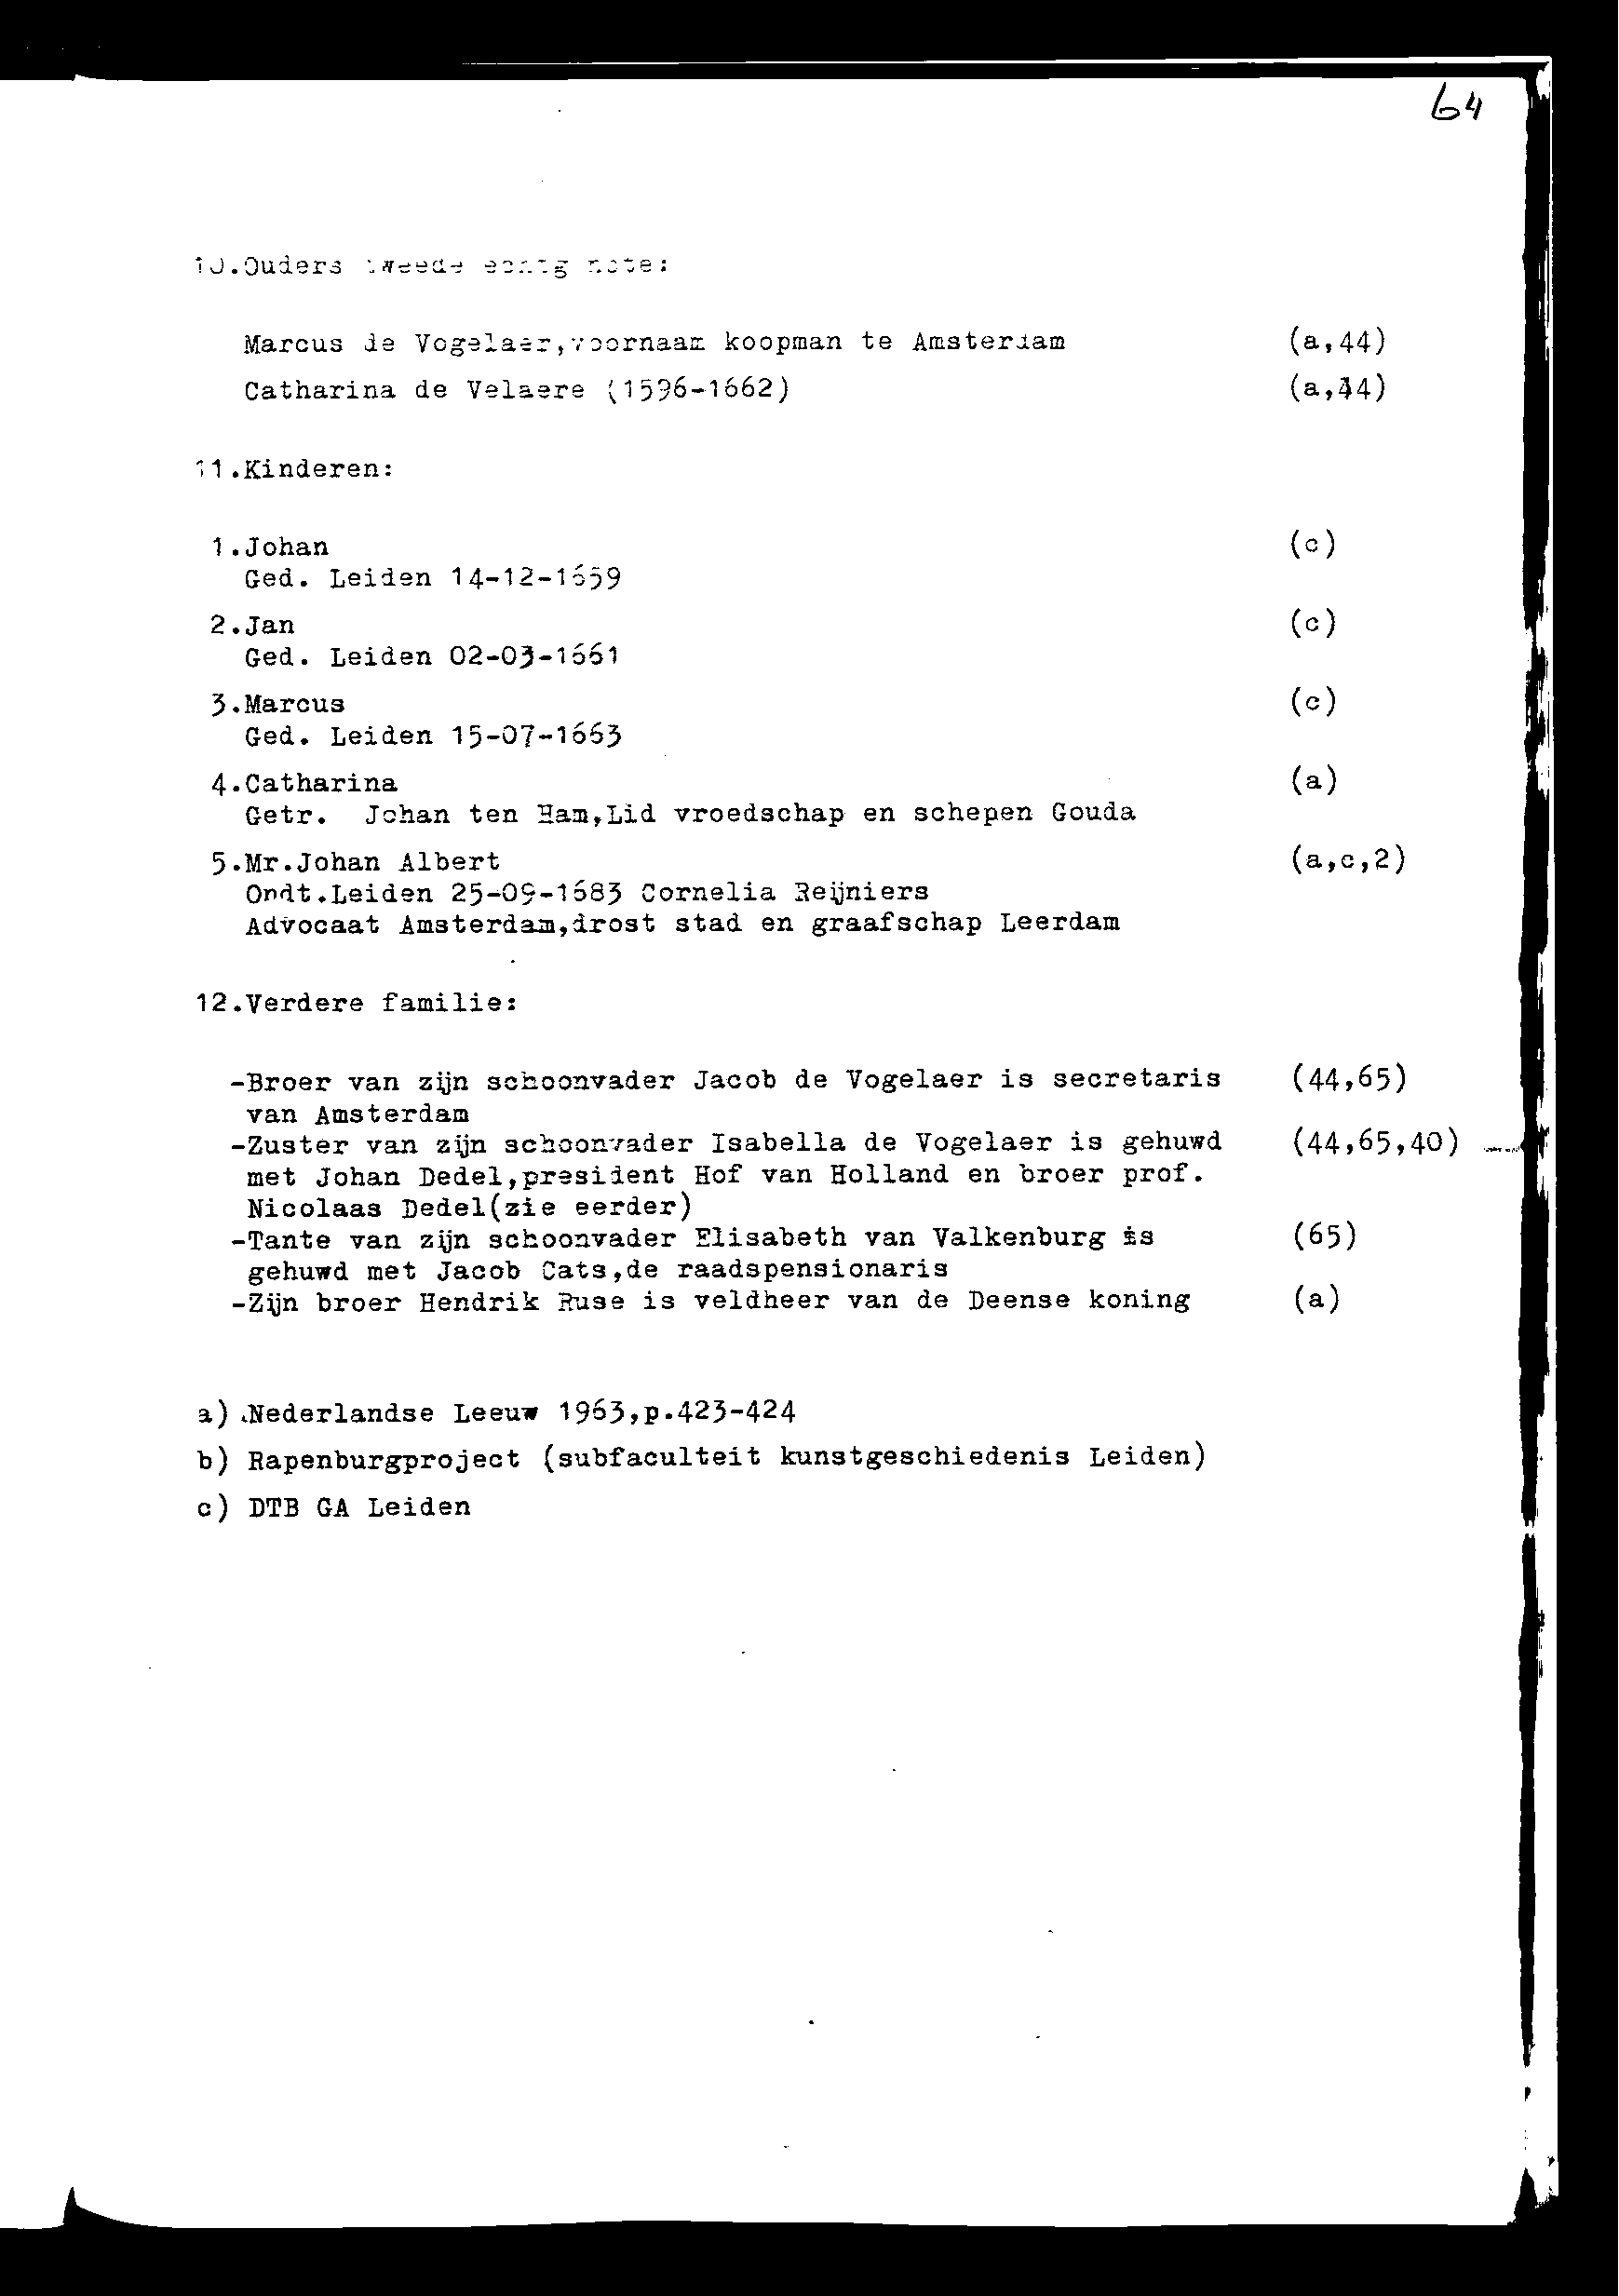 64
10.Ouders tweede echtgenote:
Marcus de Vogelaer,voornaam koopman te Amsterdam (a,44)
Catharina de Velaere (1596-1662) (a,44)
11.Kinderen:
1.Johan (c)
Ged. Leiden 14-12-1659
2.Jan (c)
Ged. Leiden 02-03-1661
3.Marcus (c)
Ged. Leiden 15-07-1663
4.Catharina (a)
Getr. Johan ten Ham,Lid vroedschap en schepen Gouda
5.Mr.Johan Albert (a,c,2)
Ondt.Leiden 25-09-1683 Cornelia Reijniers
Advocaat Amsterdam,drost stad en graafschap Leerdam
12.Verdere familie:
-Broer van zijn schoonvader Jacob de Vogelaer is secretaris (44,65)
van Amsterdam
-Zuster van zijn schoonvader Isabella de Vogelaer is gehuwd (44,65,40)
met Johan Dedel,president Hof van Holland en broer prof.
Nicolaas Dedel(zie eerder)
-Tante van zijn schoonvader Elisabeth van Valkenburg is (65)
gehuwd met Jacob Cats,de raadspensionaris
-Zijn broer Hendrik Ruse is veldheer van de Deense koning (a)
a) Nederlandse Leeuw 1963,p.423-424
b) Rapenburgproject (subfaculteit kunstgeschiedenis Leiden)
c) DTB GA Leiden